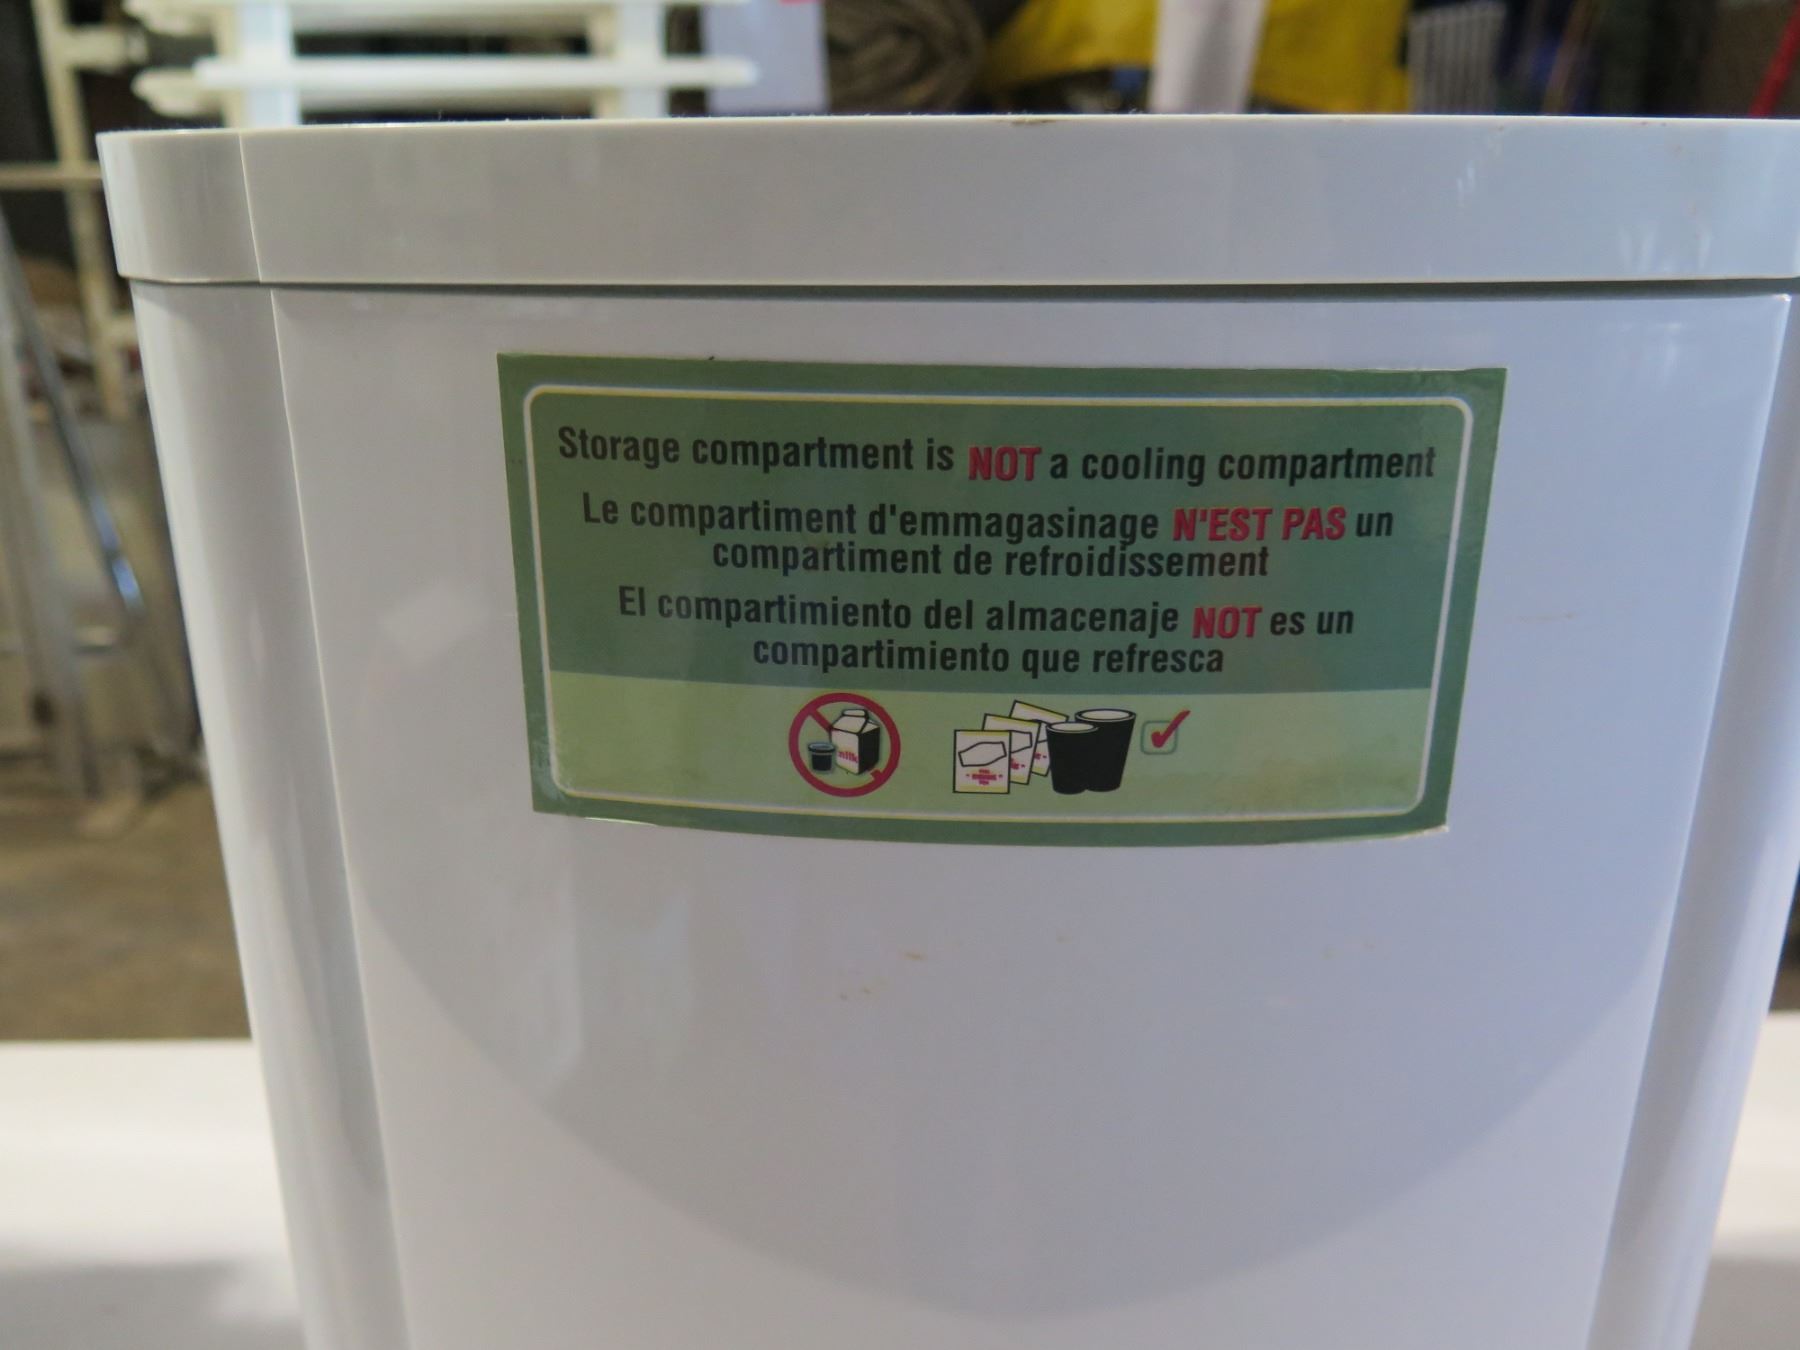 Storage compartment is NOT a cooling compartment
Le compartiment d'emmagasinage N'EST PAS un
compartiment de refroidissement
El compartimiento del almacenaje NOT es un
compartimiento que refresca